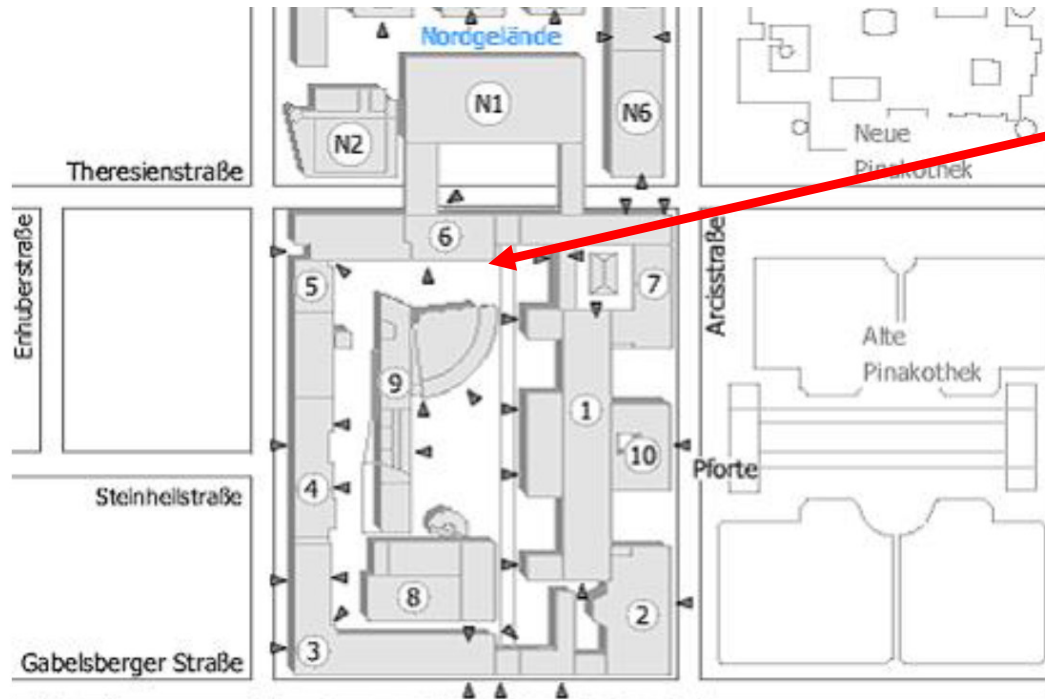 Nordgelände
N1
N6
N2
Neue
Pinakothek
Theresienstraße
Enhuberstraße
6
5
7
Arcisstraße
Alte
Pinakothek
9
1
10
Pforte
4
Steinheilstraße
8
2
3
Gabelsberger Straße